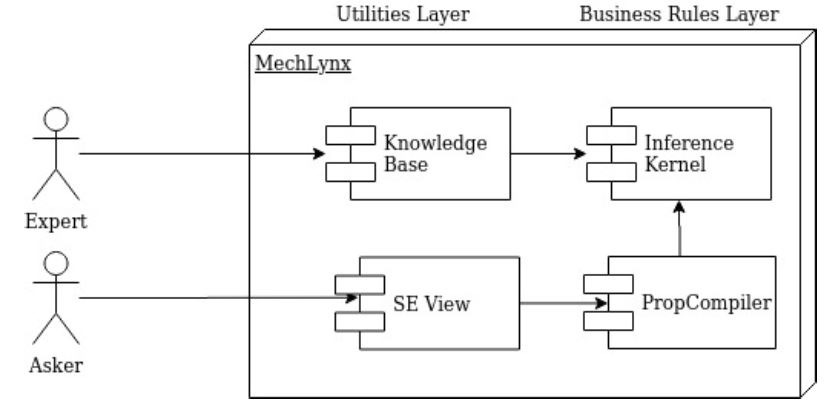 Utilities Layer
Business Rules Layer
MechLynx
Knowledge
Base
Inference
Kernel
Expert
SE View
PropCompiler
Asker